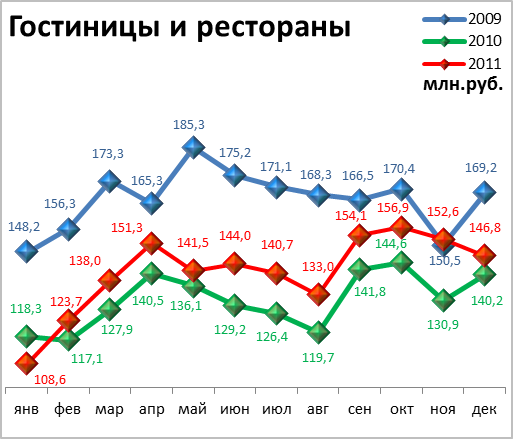 Гостиницы и рестораны
2009
2010
2011
млн.руб.
148,2 156,3 173,3 165,3 185,3 175,2 171,1 168,3 166,5 170,4 150,5 169,2
108,6 123,7 138,0 151,3 141,5 144,0 140,7 133,0 154,1 156,9 152,6 146,8
118,3 117,1 127,9 140,5 136,1 129,2 126,4 119,7 141,8 144,6 130,9 140,2
янв фев мар апр май июн июл авг сен окт ноя дек